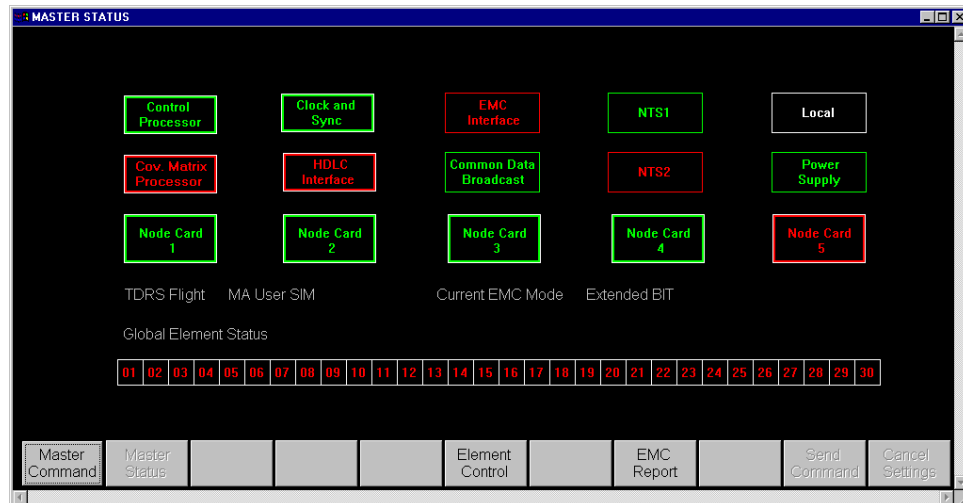 MASTER STATUS
Control Processor
Clock and Sync
EMC Interface
NTS1
Local
Cov. Matrix Processor
HDLC Interface
Common Data Broadcast
NTS2
Power Supply
Node Card 1
Node Card 2
Node Card 3
Node Card 4
Node Card 5
TDRS Flight MA User SIM Current EMC Mode Extended BIT
Global Element Status
01 02 03 04 05 06 07 08 09 10 11 12 13 14 15 16 17 18 19 20 21 22 23 24 25 26 27 28 29 30
Master Command
Master Status
Element Control
EMC Report
Send Command
Cancel Settings